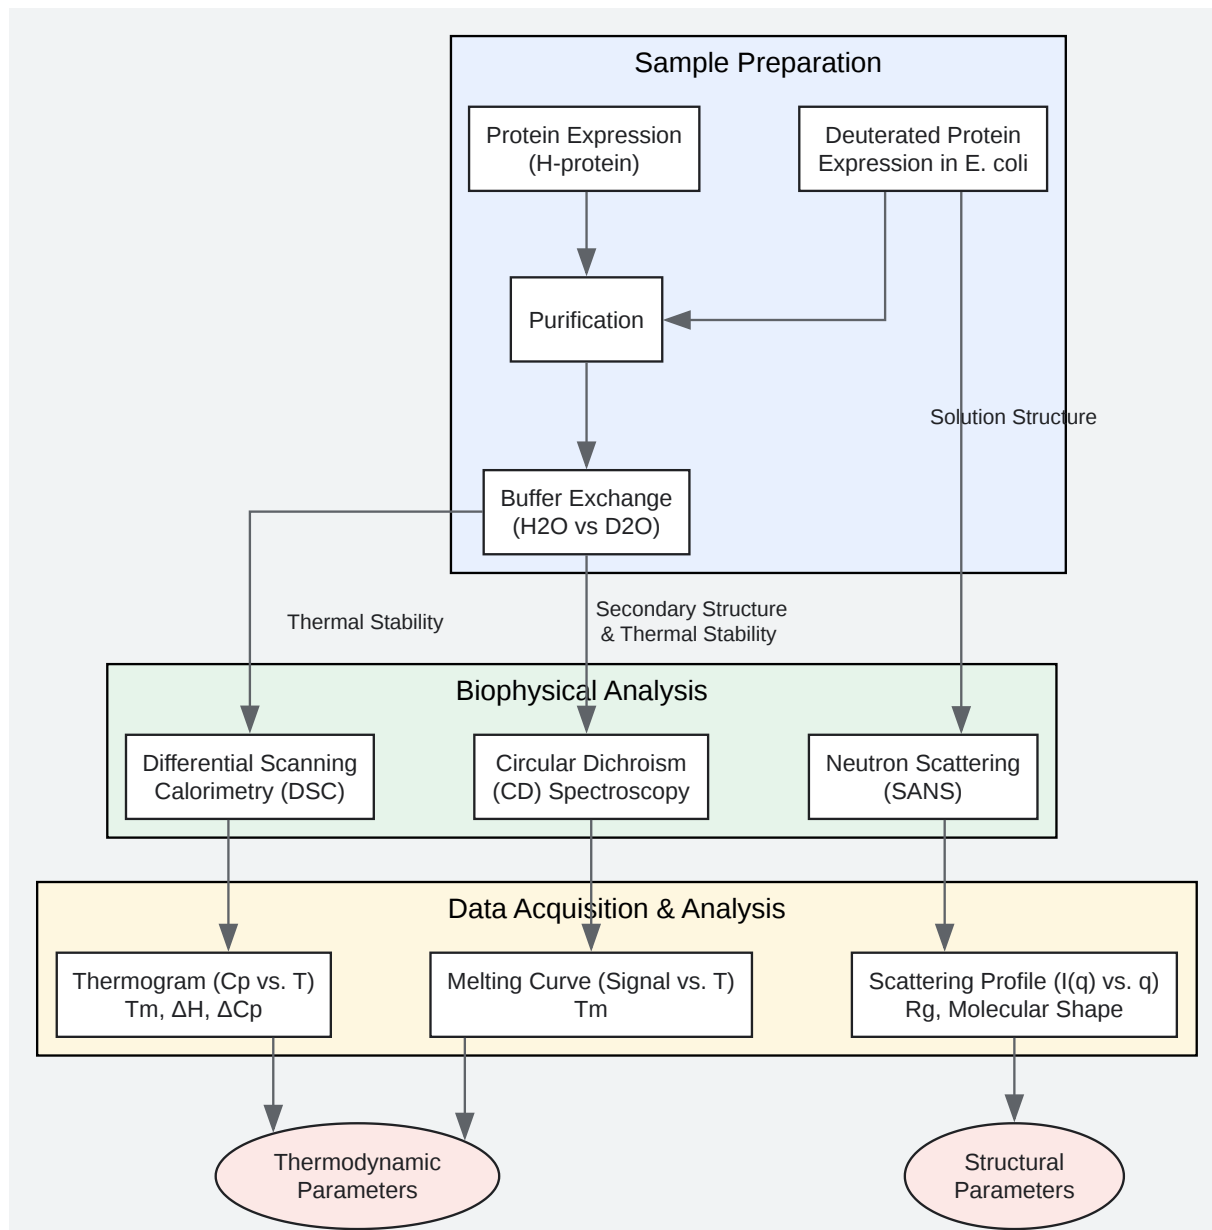 Sample Preparation
Protein Expression
(H-protein)
Deuterated Protein
Expression in E. coli
Purification
Solution Structure
Buffer Exchange
(H2O vs D2O)
Thermal Stability
Secondary Structure
& Thermal Stability
Biophysical Analysis
Differential Scanning
Calorimetry (DSC)
Circular Dichroism
(CD) Spectroscopy
Neutron Scattering
(SANS)
Data Acquisition & Analysis
Thermogram (Cp vs. T)
Tm, ΔH, ΔCp
Melting Curve (Signal vs. T)
Tm
Scattering Profile (I(q) vs. q)
Rg, Molecular Shape
Thermodynamic
Parameters
Structural
Parameters